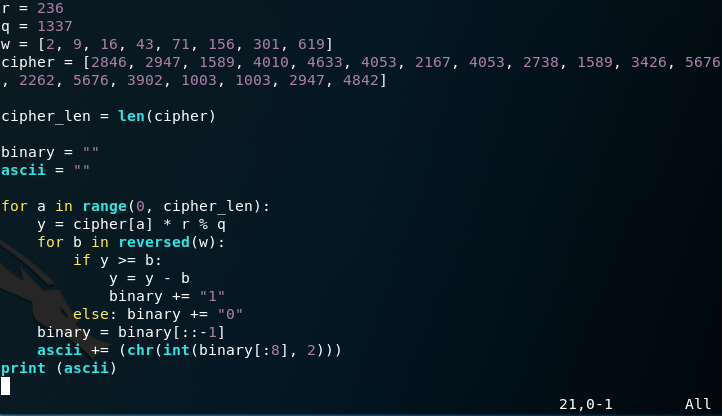 r = 236
q = 1337
w = [2, 9, 16, 43, 71, 156, 301, 619]
cipher = [2846, 2947, 1589, 4010, 4633, 4053, 2167, 4053, 2738, 1589, 3426, 5676
, 2262, 5676, 3902, 1003, 1003, 2947, 4842]

cipher_len = len(cipher)

binary = ""
ascii = ""

for a in range(0, cipher_len):
    y = cipher[a] * r % q
    for b in reversed(w):
        if y >= b:
            y = y - b
            binary += "1"
        else: binary += "0"
    binary = binary[::-1]
    ascii += (chr(int(binary[:8], 2)))
print (ascii)
21,0-1 All